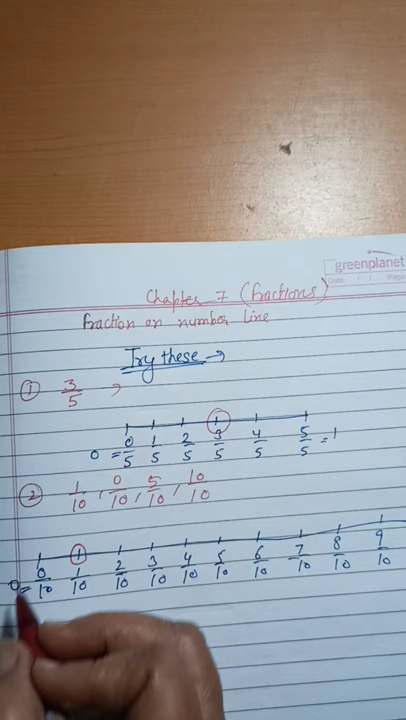 greenplanet
Date. / / Page
Chapter 7 (fractions)
fraction on number line
Try these →
① 3/5 →
0 = 0/5 1/5 2/5 3/5 4/5 5/5 = 1
② 1/10, 0/10, 5/10, 10/10
0 = 0/10 1/10 2/10 3/10 4/10 5/10 6/10 7/10 8/10 9/10